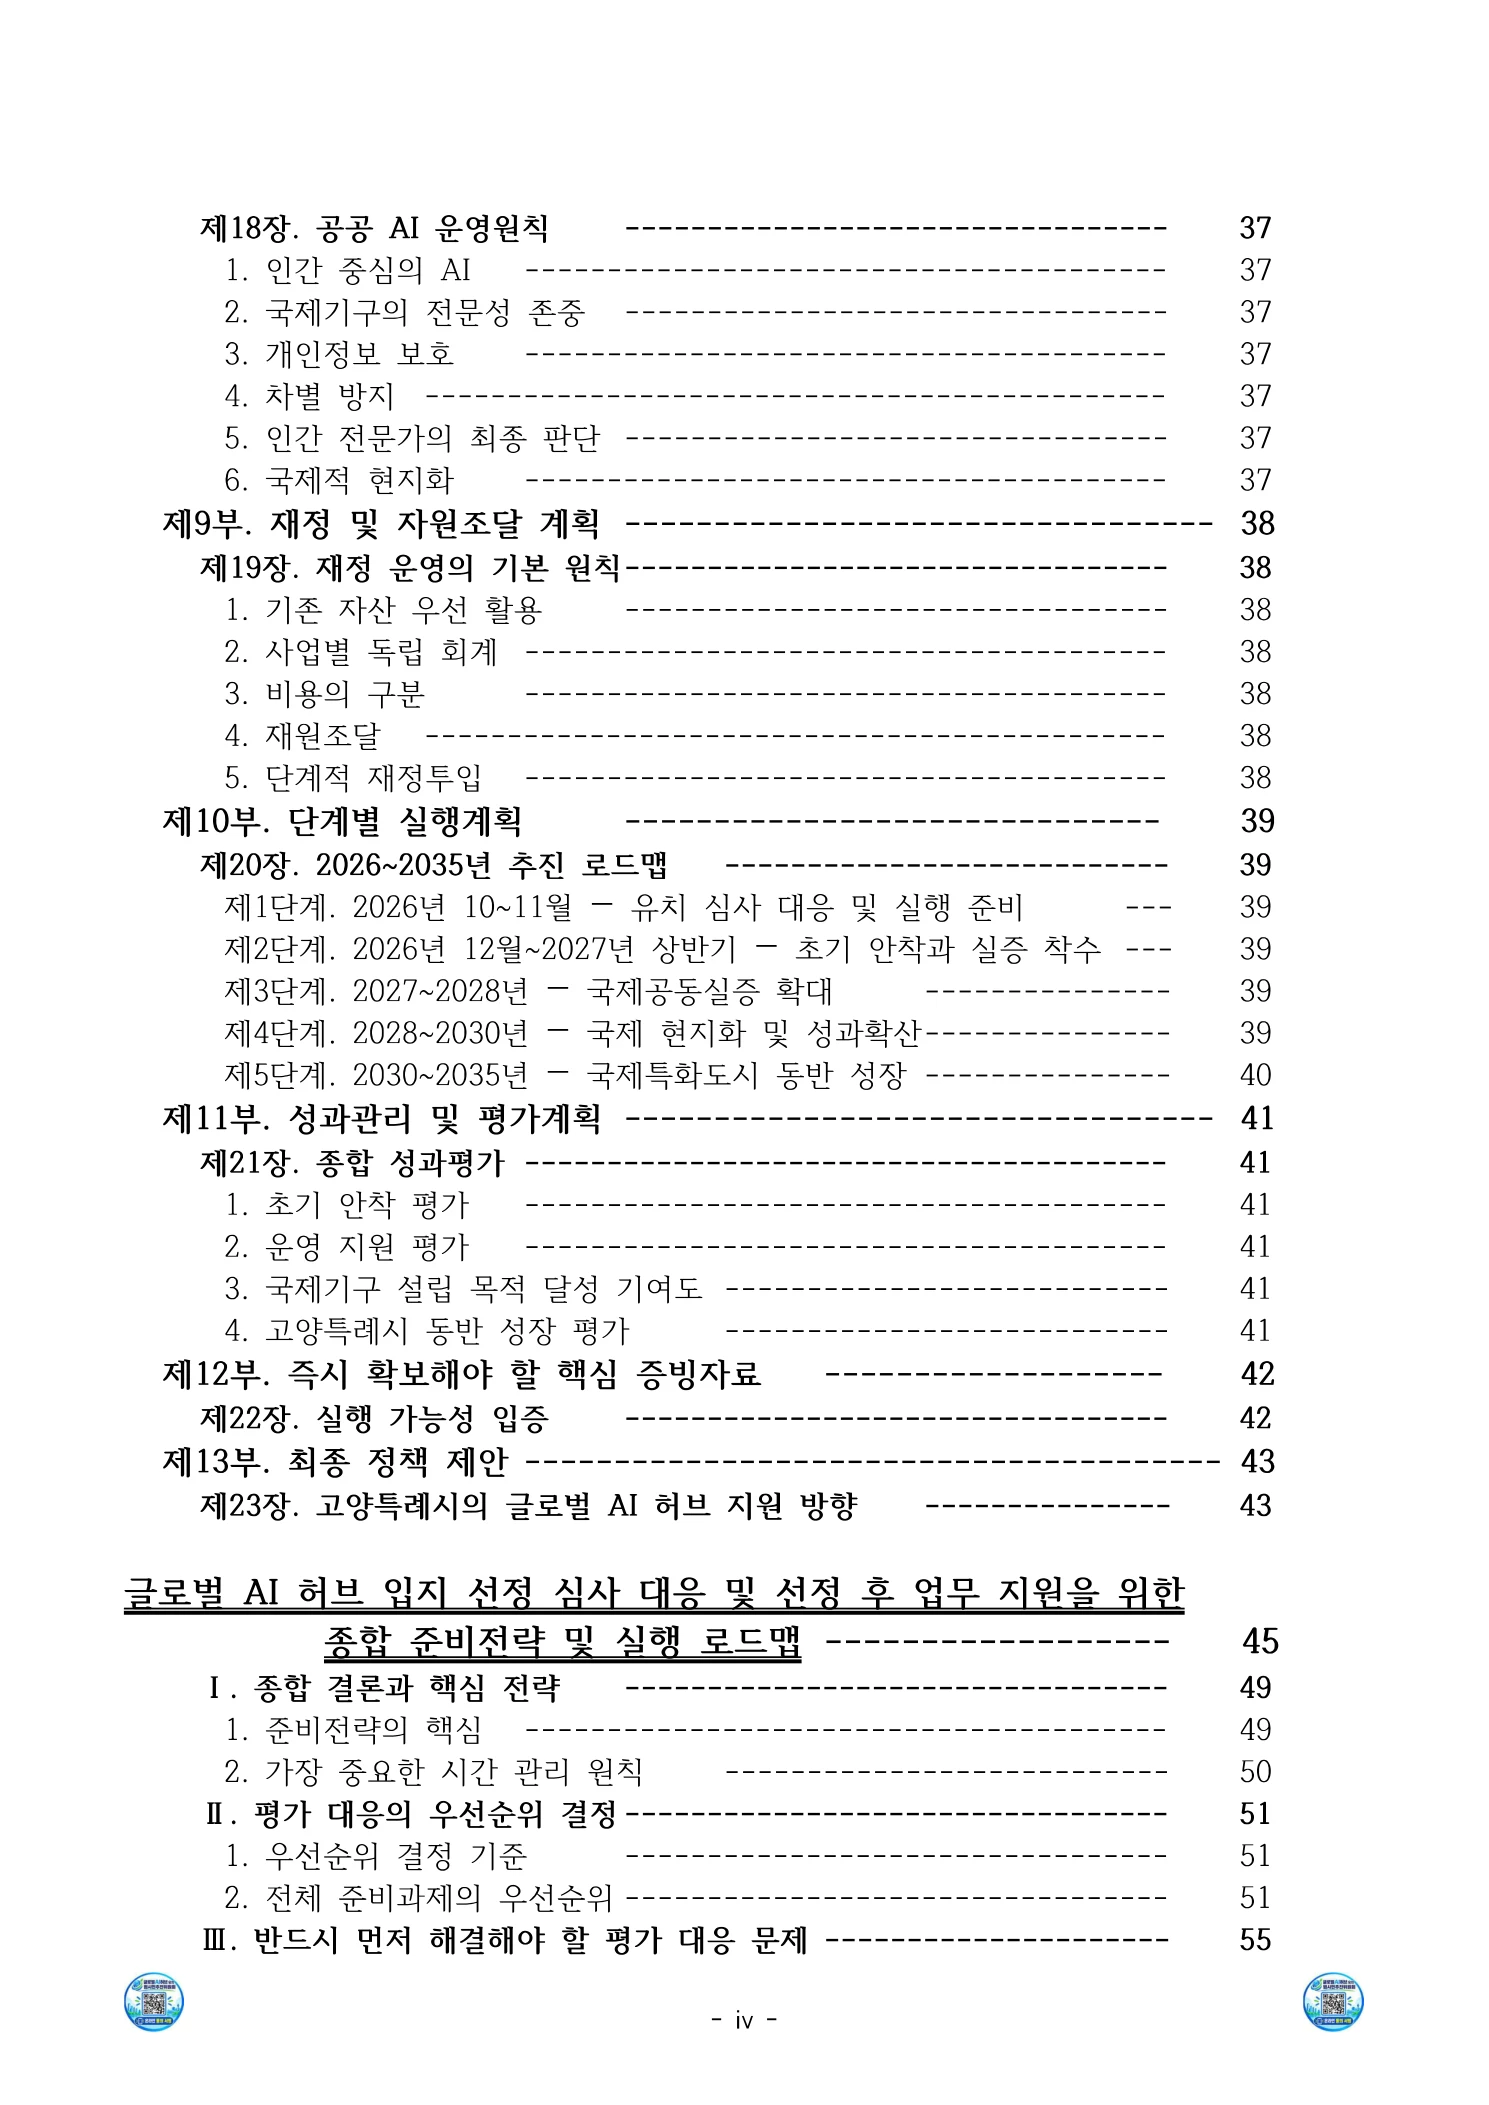 제18장. 공공 AI 운영원칙 --------------------------------- 37
1. 인간 중심의 AI --------------------------------------- 37
2. 국제기구의 전문성 존중 --------------------------------- 37
3. 개인정보 보호 --------------------------------------- 37
4. 차별 방지 --------------------------------------------- 37
5. 인간 전문가의 최종 판단 --------------------------------- 37
6. 국제적 현지화 --------------------------------------- 37
제9부. 재정 및 자원조달 계획 --------------------------------- 38
제19장. 재정 운영의 기본 원칙 --------------------------------- 38
1. 기존 자산 우선 활용 --------------------------------- 38
2. 사업별 독립 회계 --------------------------------------- 38
3. 비용의 구분 --------------------------------------- 38
4. 재원조달 --------------------------------------------- 38
5. 단계적 재정투입 --------------------------------------- 38
제10부. 단계별 실행계획 ------------------------------ 39
제20장. 2026~2035년 추진 로드맵 --------------------------- 39
제1단계. 2026년 10~11월 — 유치 심사 대응 및 실행 준비 --- 39
제2단계. 2026년 12월~2027년 상반기 — 초기 안착과 실증 착수 --- 39
제3단계. 2027~2028년 — 국제공동실증 확대 --------------- 39
제4단계. 2028~2030년 — 국제 현지화 및 성과확산 --------------- 39
제5단계. 2030~2035년 — 국제특화도시 동반 성장 --------------- 40
제11부. 성과관리 및 평가계획 --------------------------------- 41
제21장. 종합 성과평가 --------------------------------------- 41
1. 초기 안착 평가 --------------------------------------- 41
2. 운영 지원 평가 --------------------------------------- 41
3. 국제기구 설립 목적 달성 기여도 --------------------------- 41
4. 고양특례시 동반 성장 평가 --------------------------- 41
제12부. 즉시 확보해야 할 핵심 증빙자료 ------------------- 42
제22장. 실행 가능성 입증 --------------------------------- 42
제13부. 최종 정책 제안 --------------------------------------- 43
제23장. 고양특례시의 글로벌 AI 허브 지원 방향 --------------- 43
글로벌 AI 허브 입지 선정 심사 대응 및 선정 후 업무 지원을 위한
종합 준비전략 및 실행 로드맵 ----------------- 45
Ⅰ. 종합 결론과 핵심 전략 --------------------------------- 49
1. 준비전략의 핵심 --------------------------------------- 49
2. 가장 중요한 시간 관리 원칙 --------------------------- 50
Ⅱ. 평가 대응의 우선순위 결정 --------------------------------- 51
1. 우선순위 결정 기준 --------------------------------- 51
2. 전체 준비과제의 우선순위 --------------------------------- 51
Ⅲ. 반드시 먼저 해결해야 할 평가 대응 문제 --------------------- 55
- iv -